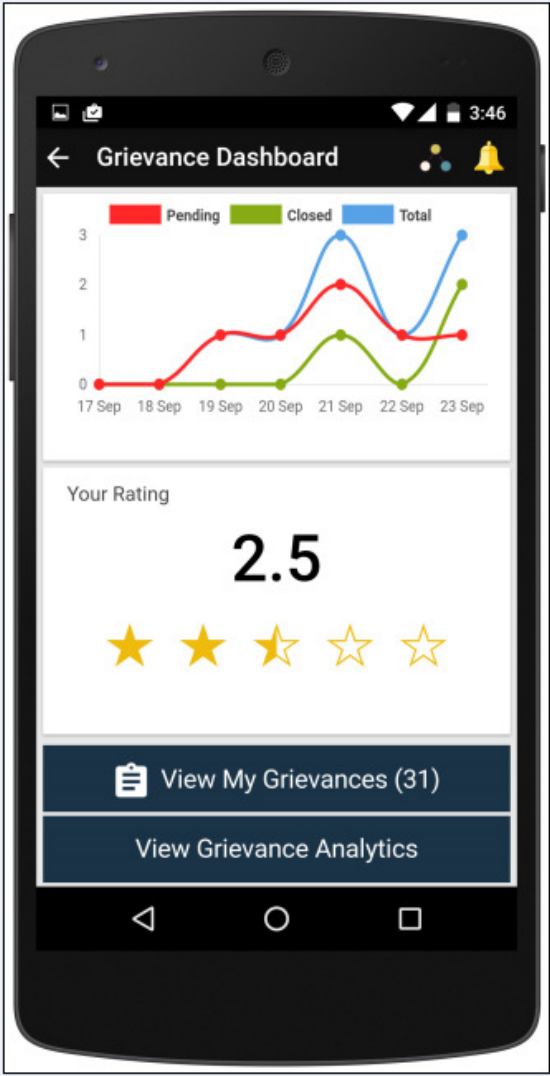 3:46
Grievance Dashboard
Pending Closed Total
3
2
1
0
17 Sep 18 Sep 19 Sep 20 Sep 21 Sep 22 Sep 23 Sep
Your Rating
2.5
View My Grievances (31)
View Grievance Analytics